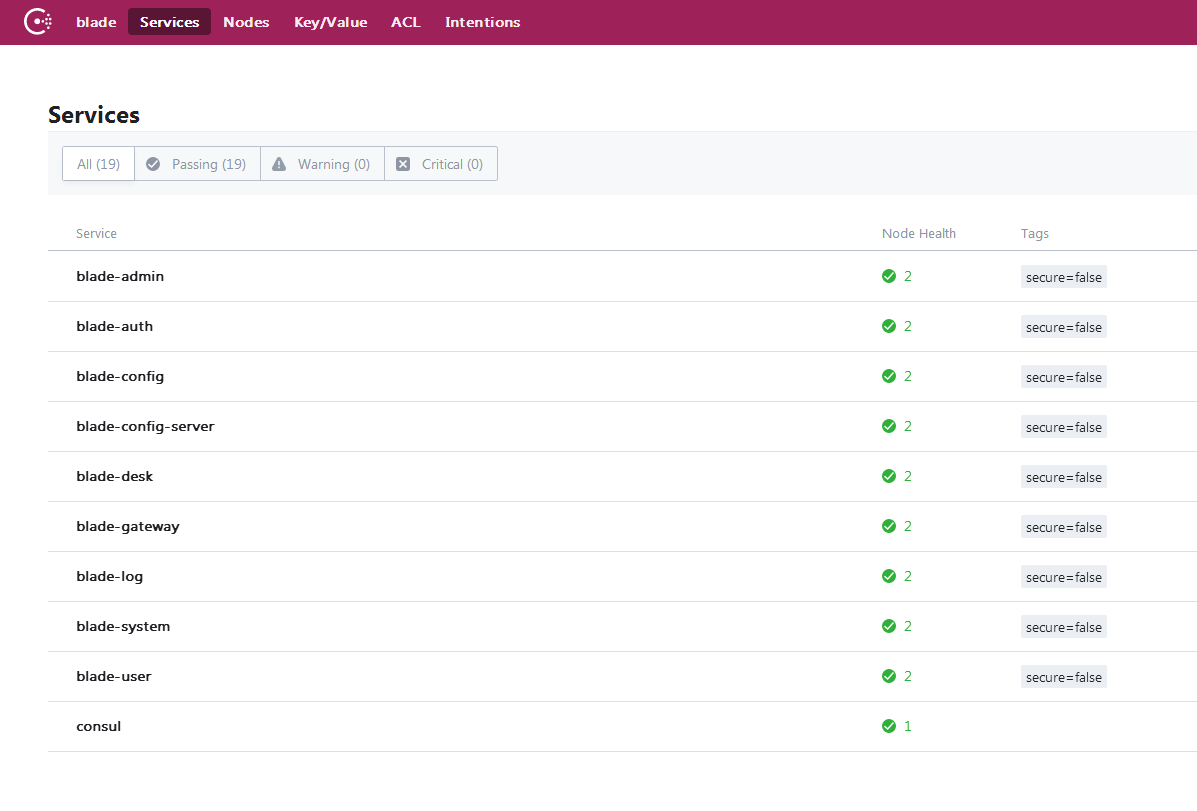 blade Services Nodes Key/Value ACL Intentions
Services
All (19) Passing (19) Warning (0) Critical (0)
Service Node Health Tags
blade-admin 2 secure=false
blade-auth 2 secure=false
blade-config 2 secure=false
blade-config-server 2 secure=false
blade-desk 2 secure=false
blade-gateway 2 secure=false
blade-log 2 secure=false
blade-system 2 secure=false
blade-user 2 secure=false
consul 1